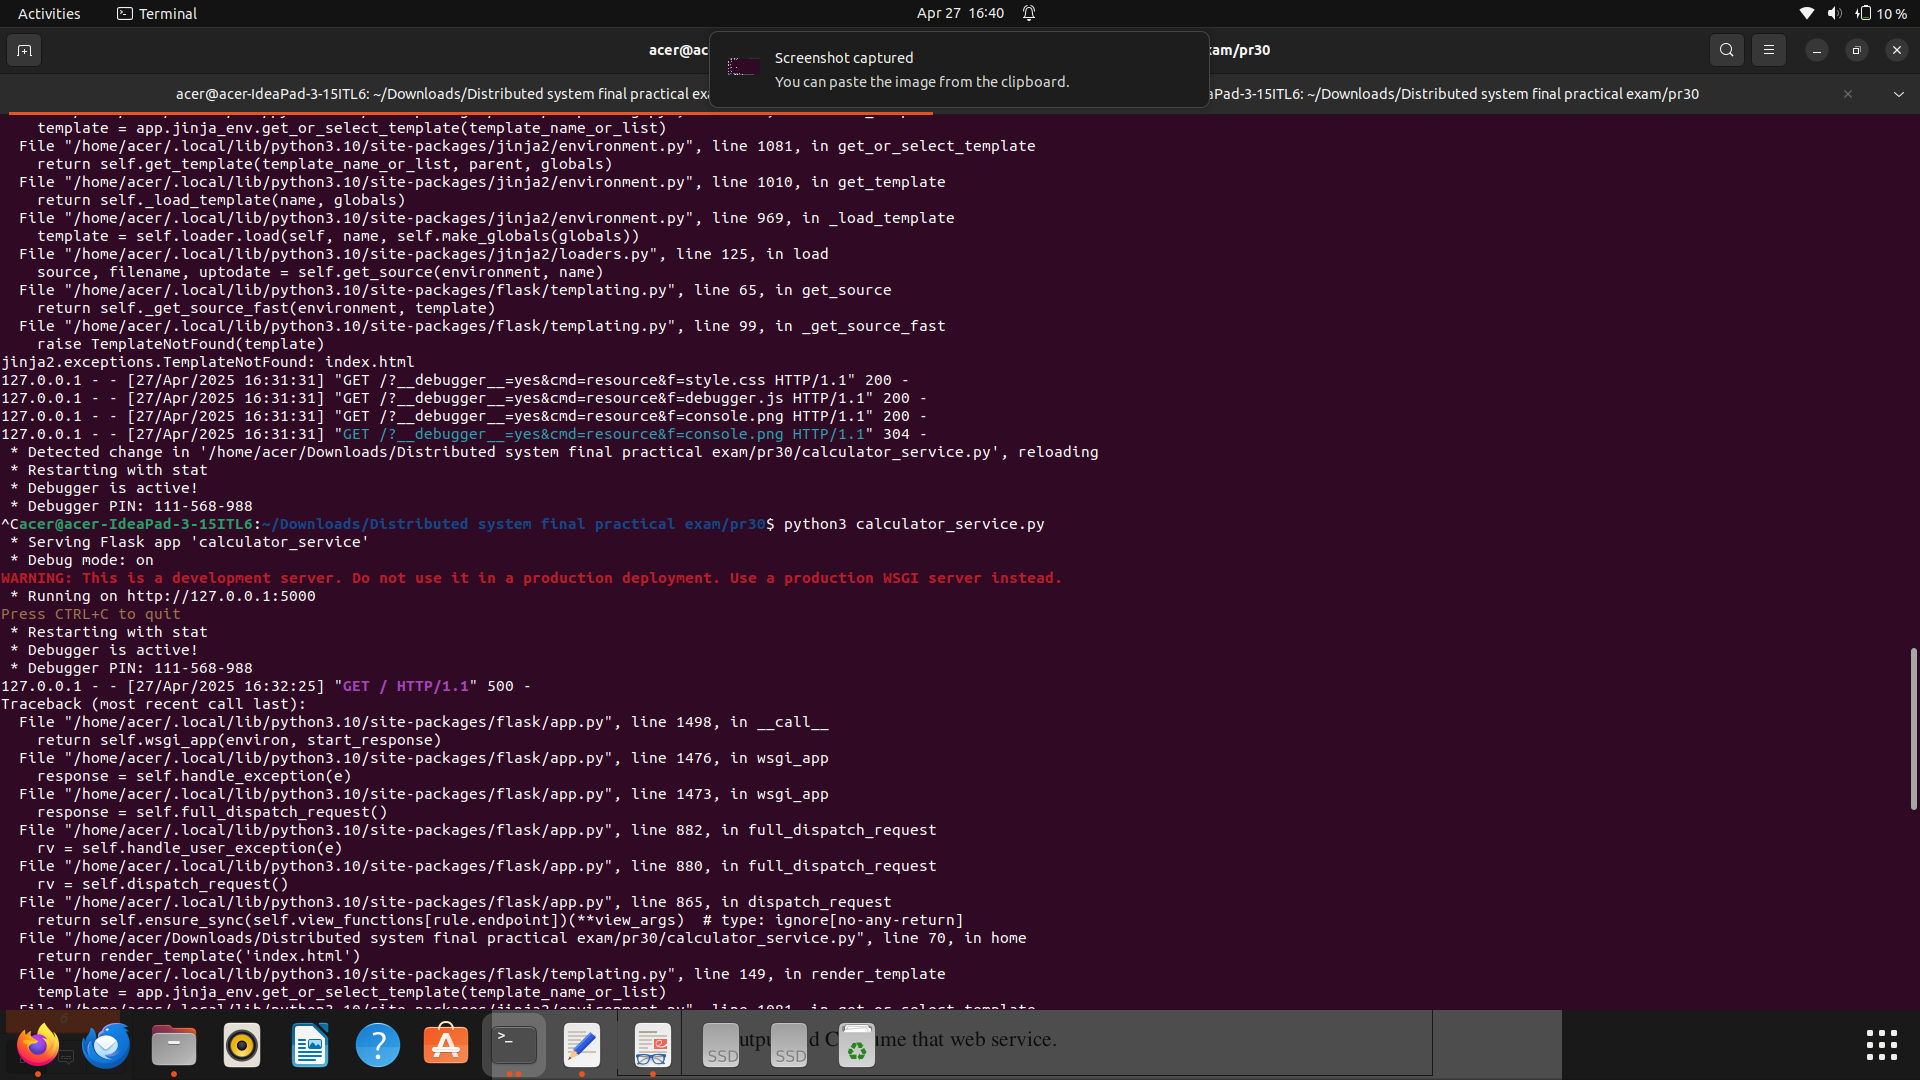 Activities
Terminal
Apr 27 16:40
10 %
acer@ac
xam/pr30
Screenshot captured
You can paste the image from the clipboard.
acer@acer-IdeaPad-3-15ITL6: ~/Downloads/Distributed system final practical exa
aPad-3-15ITL6: ~/Downloads/Distributed system final practical exam/pr30
    template = app.jinja_env.get_or_select_template(template_name_or_list)
  File "/home/acer/.local/lib/python3.10/site-packages/jinja2/environment.py", line 1081, in get_or_select_template
    return self.get_template(template_name_or_list, parent, globals)
  File "/home/acer/.local/lib/python3.10/site-packages/jinja2/environment.py", line 1010, in get_template
    return self._load_template(name, globals)
  File "/home/acer/.local/lib/python3.10/site-packages/jinja2/environment.py", line 969, in _load_template
    template = self.loader.load(self, name, self.make_globals(globals))
  File "/home/acer/.local/lib/python3.10/site-packages/jinja2/loaders.py", line 125, in load
    source, filename, uptodate = self.get_source(environment, name)
  File "/home/acer/.local/lib/python3.10/site-packages/flask/templating.py", line 65, in get_source
    return self._get_source_fast(environment, template)
  File "/home/acer/.local/lib/python3.10/site-packages/flask/templating.py", line 99, in _get_source_fast
    raise TemplateNotFound(template)
jinja2.exceptions.TemplateNotFound: index.html
127.0.0.1 - - [27/Apr/2025 16:31:31] "GET /?__debugger__=yes&cmd=resource&f=style.css HTTP/1.1" 200 -
127.0.0.1 - - [27/Apr/2025 16:31:31] "GET /?__debugger__=yes&cmd=resource&f=debugger.js HTTP/1.1" 200 -
127.0.0.1 - - [27/Apr/2025 16:31:31] "GET /?__debugger__=yes&cmd=resource&f=console.png HTTP/1.1" 200 -
127.0.0.1 - - [27/Apr/2025 16:31:31] "GET /?__debugger__=yes&cmd=resource&f=console.png HTTP/1.1" 304 -
 * Detected change in '/home/acer/Downloads/Distributed system final practical exam/pr30/calculator_service.py', reloading
 * Restarting with stat
 * Debugger is active!
 * Debugger PIN: 111-568-988
^Cacer@acer-IdeaPad-3-15ITL6:~/Downloads/Distributed system final practical exam/pr30$ python3 calculator_service.py
 * Serving Flask app 'calculator_service'
 * Debug mode: on
WARNING: This is a development server. Do not use it in a production deployment. Use a production WSGI server instead.
 * Running on http://127.0.0.1:5000
Press CTRL+C to quit
 * Restarting with stat
 * Debugger is active!
 * Debugger PIN: 111-568-988
127.0.0.1 - - [27/Apr/2025 16:32:25] "GET / HTTP/1.1" 500 -
Traceback (most recent call last):
  File "/home/acer/.local/lib/python3.10/site-packages/flask/app.py", line 1498, in __call__
    return self.wsgi_app(environ, start_response)
  File "/home/acer/.local/lib/python3.10/site-packages/flask/app.py", line 1476, in wsgi_app
    response = self.handle_exception(e)
  File "/home/acer/.local/lib/python3.10/site-packages/flask/app.py", line 1473, in wsgi_app
    response = self.full_dispatch_request()
  File "/home/acer/.local/lib/python3.10/site-packages/flask/app.py", line 882, in full_dispatch_request
    rv = self.handle_user_exception(e)
  File "/home/acer/.local/lib/python3.10/site-packages/flask/app.py", line 880, in full_dispatch_request
    rv = self.dispatch_request()
  File "/home/acer/.local/lib/python3.10/site-packages/flask/app.py", line 865, in dispatch_request
    return self.ensure_sync(self.view_functions[rule.endpoint])(**view_args)  # type: ignore[no-any-return]
  File "/home/acer/Downloads/Distributed system final practical exam/pr30/calculator_service.py", line 70, in home
    return render_template('index.html')
  File "/home/acer/.local/lib/python3.10/site-packages/flask/templating.py", line 149, in render_template
    template = app.jinja_env.get_or_select_template(template_name_or_list)
  File "/home/acer/.local/lib/python3.10/site-packages/jinja2/environment.py", line 1081, in get_or_select_template
SSD
SSD
me that web service.